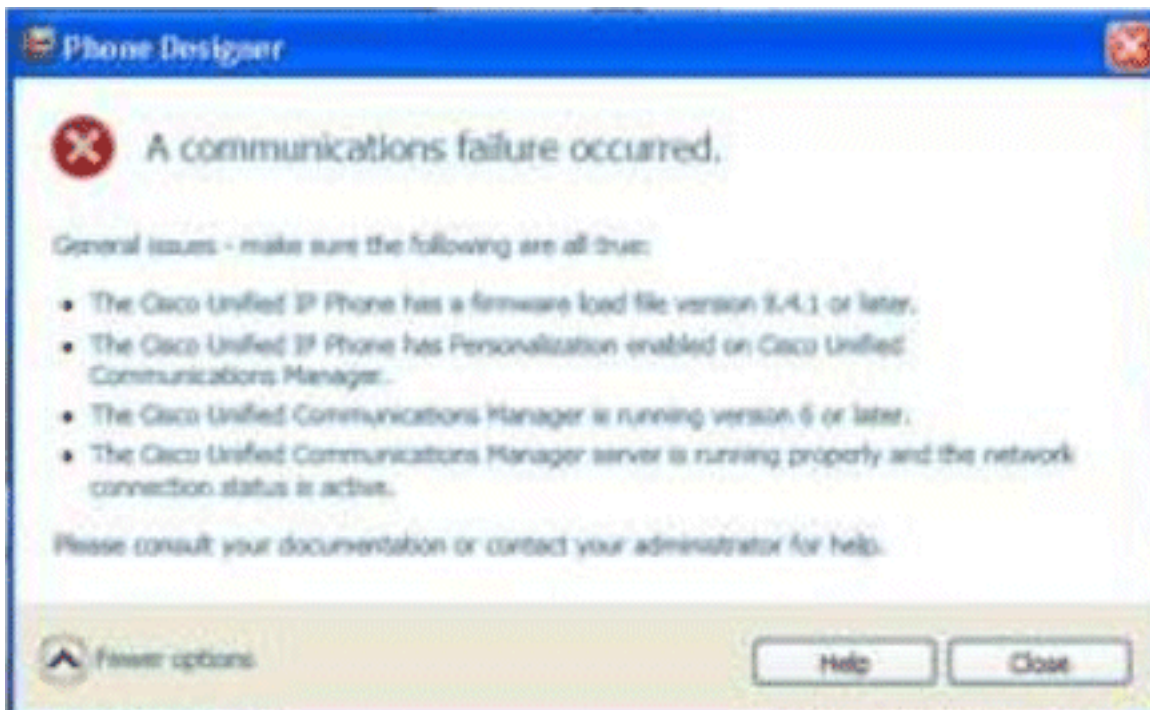 Phone Designer
A communications failure occurred.
General issues - make sure the following are all true:
• The Cisco Unified IP Phone has a firmware load file version 8.4.1 or later.
• The Cisco Unified IP Phone has Personalization enabled on Cisco Unified
Communications Manager.
• The Cisco Unified Communications Manager is running version 6 or later.
• The Cisco Unified Communications Manager server is running properly and the network
connection status is active.
Please consult your documentation or contact your administrator for help.
Fewer options
Help
Close